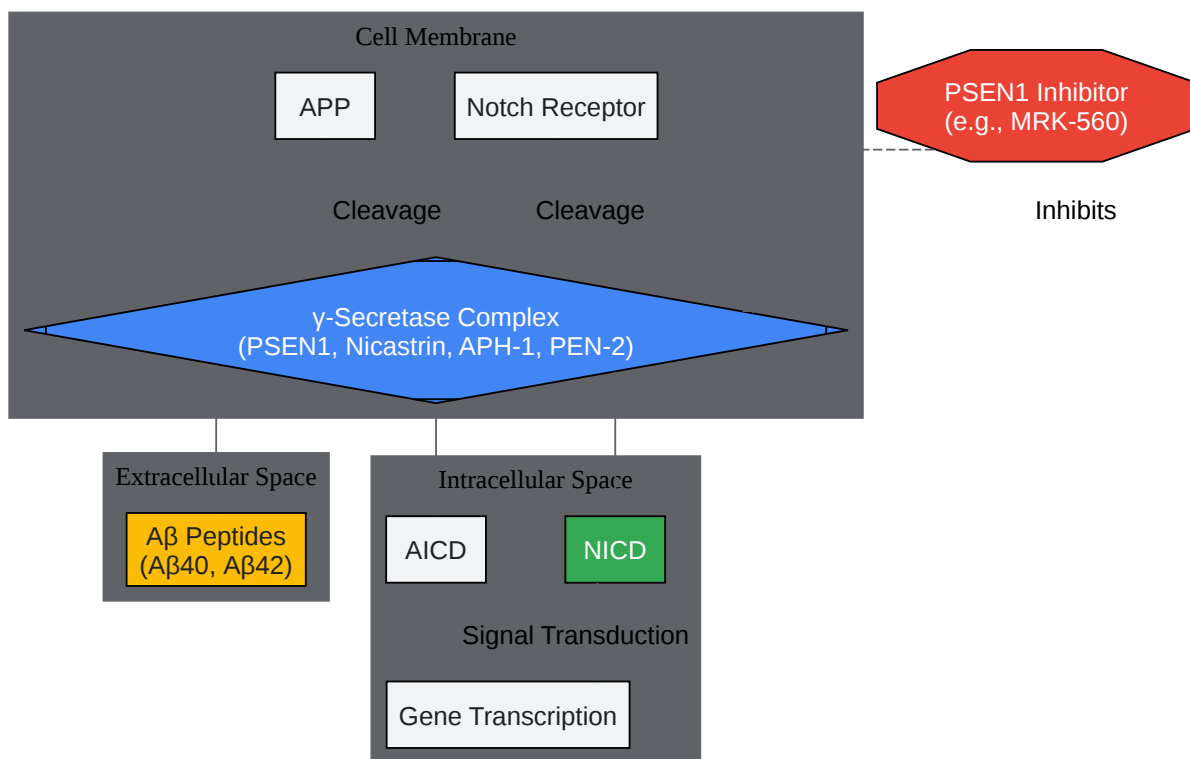 Cell Membrane
APP
Notch Receptor
PSEN1 Inhibitor
(e.g., MRK-560)
Cleavage
Cleavage
Inhibits
γ-Secretase Complex
(PSEN1, Nicastrin, APH-1, PEN-2)
Extracellular Space
Aβ Peptides
(Aβ40, Aβ42)
Intracellular Space
AICD
NICD
Signal Transduction
Gene Transcription